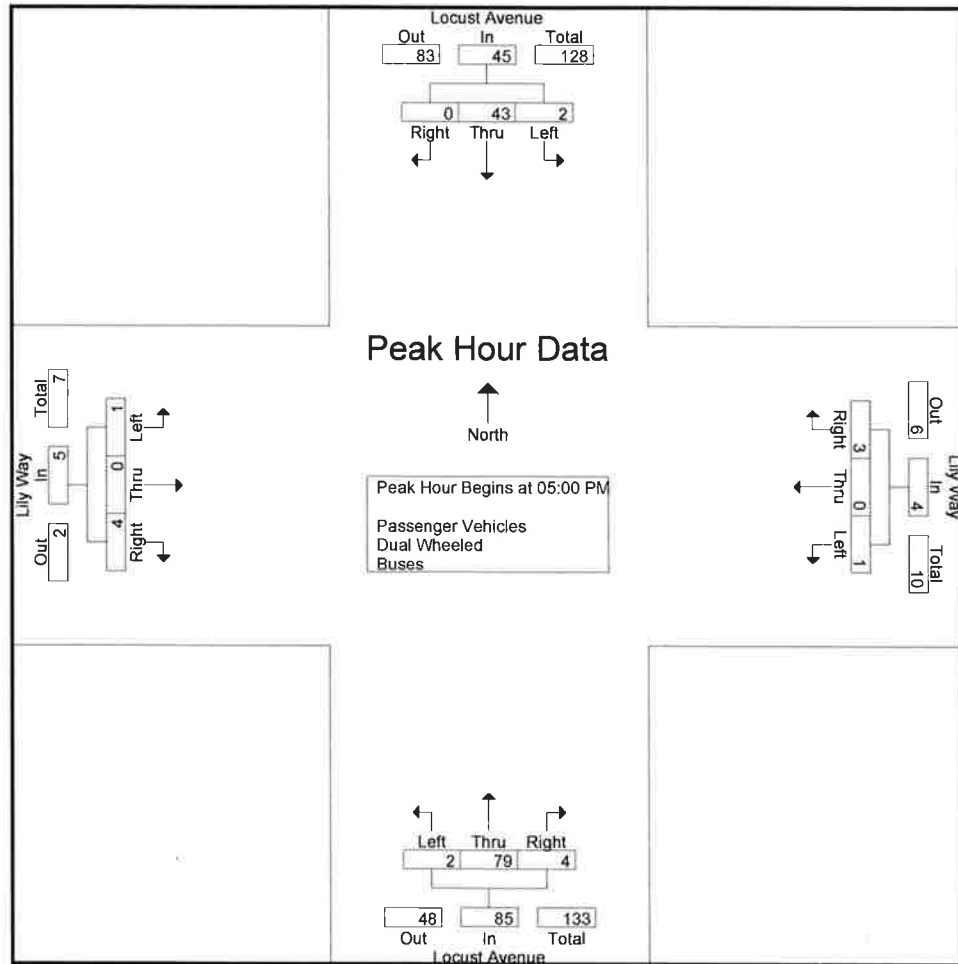 Locust Avenue
Out In Total
83 45 128
0 43 2
Right Thru Left
Peak Hour Data
North
Peak Hour Begins at 05:00 PM
Passenger Vehicles
Dual Wheeled
Buses
Lily Way
Out In Total
2 5 7
Left Thru Right
1 0 4
Lily Way
Out In Total
6 4 10
Right Thru Left
3 0 1
Left Thru Right
2 79 4
48 85 133
Out In Total
Locust Avenue